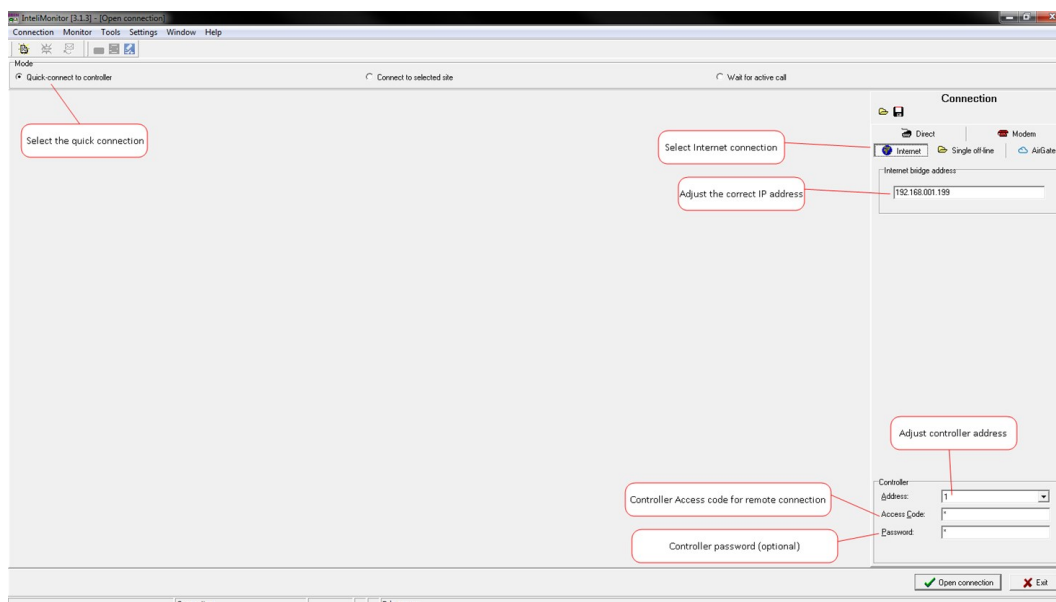 InteliMonitor [3.1.3] - [Open connection]
Connection Monitor Tools Settings Window Help
Mode
Quick-connect to controller Connect to selected site Wait for active call
Connection
Direct Modem
Internet Single off-line AirGate
Internet bridge address
192.168.001.199
Select the quick connection
Select Internet connection
Adjust the correct IP address
Adjust controller address
Controller
Address: 1
Access Code: *
Password: *
Controller Access code for remote connection
Controller password (optional)
Open connection Exit